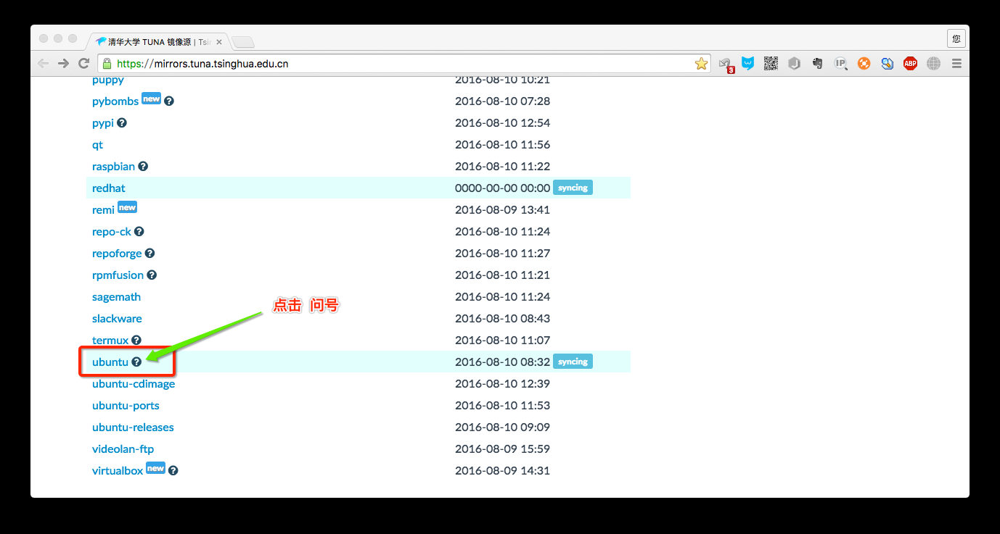 清华大学 TUNA 镜像源 | Tsin
您
https://mirrors.tuna.tsinghua.edu.cn
3
IP
ABP
puppy 2016-08-10 10:21
pybombs new ? 2016-08-10 07:28
pypi ? 2016-08-10 12:54
qt 2016-08-10 11:56
raspbian ? 2016-08-10 11:22
redhat 0000-00-00 00:00 syncing
remi new 2016-08-09 13:41
repo-ck ? 2016-08-10 11:24
repoforge ? 2016-08-10 11:27
rpmfusion ? 2016-08-10 11:21
sagemath 2016-08-10 11:24
点击 问号
slackware 2016-08-10 08:43
termux ? 2016-08-10 11:07
ubuntu ? 2016-08-10 08:32 syncing
ubuntu-cdimage 2016-08-10 12:39
ubuntu-ports 2016-08-10 11:53
ubuntu-releases 2016-08-10 09:09
videolan-ftp 2016-08-09 15:59
virtualbox new ? 2016-08-09 14:31